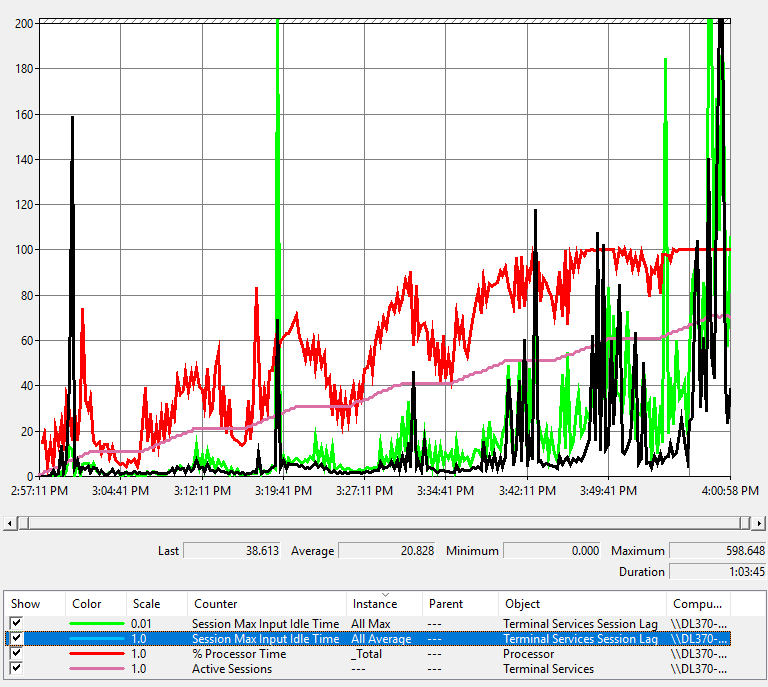 200
180
160
140
120
100
80
60
40
20
0
2:57:11 PM 3:04:41 PM 3:12:11 PM 3:19:41 PM 3:27:11 PM 3:34:41 PM 3:42:11 PM 3:49:41 PM 4:00:58 PM
Last 38.613 Average 20.828 Minimum 0.000 Maximum 598.648
Duration 1:03:45
Show Color Scale Counter Instance Parent Object Compu...
0.01 Session Max Input Idle Time All Max --- Terminal Services Session Lag \\DL370-...
1.0 Session Max Input Idle Time All Average --- Terminal Services Session Lag \\DL370-...
1.0 % Processor Time _Total --- Processor \\DL370-...
1.0 Active Sessions --- --- Terminal Services \\DL370-...